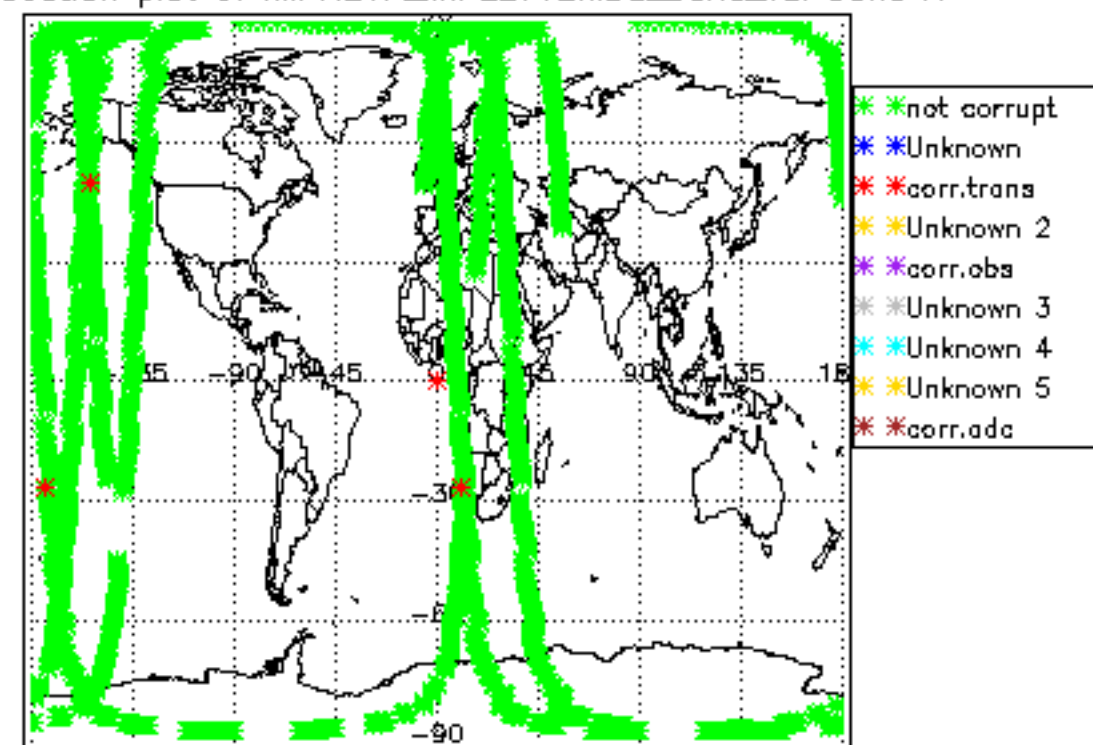 -90 -45 45 90 135
-30
-90
not corrupt
Unknown
corr.trans
Unknown 2
corr.obs
Unknown 3
Unknown 4
Unknown 5
corr.adc